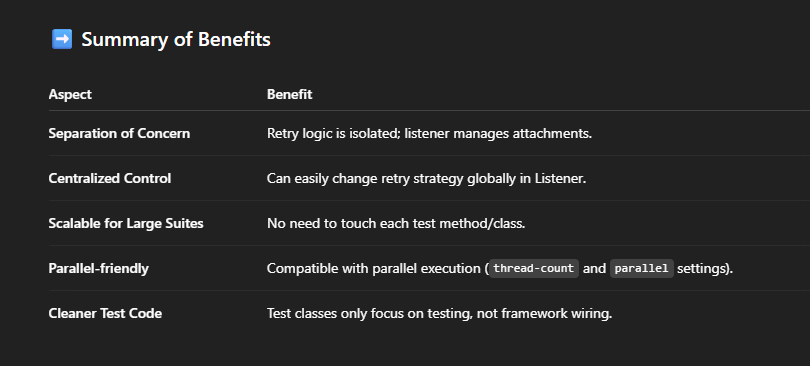 ➡️ Summary of Benefits
Aspect Benefit
Separation of Concern Retry logic is isolated; listener manages attachments.
Centralized Control Can easily change retry strategy globally in Listener.
Scalable for Large Suites No need to touch each test method/class.
Parallel-friendly Compatible with parallel execution (thread-count and parallel settings).
Cleaner Test Code Test classes only focus on testing, not framework wiring.